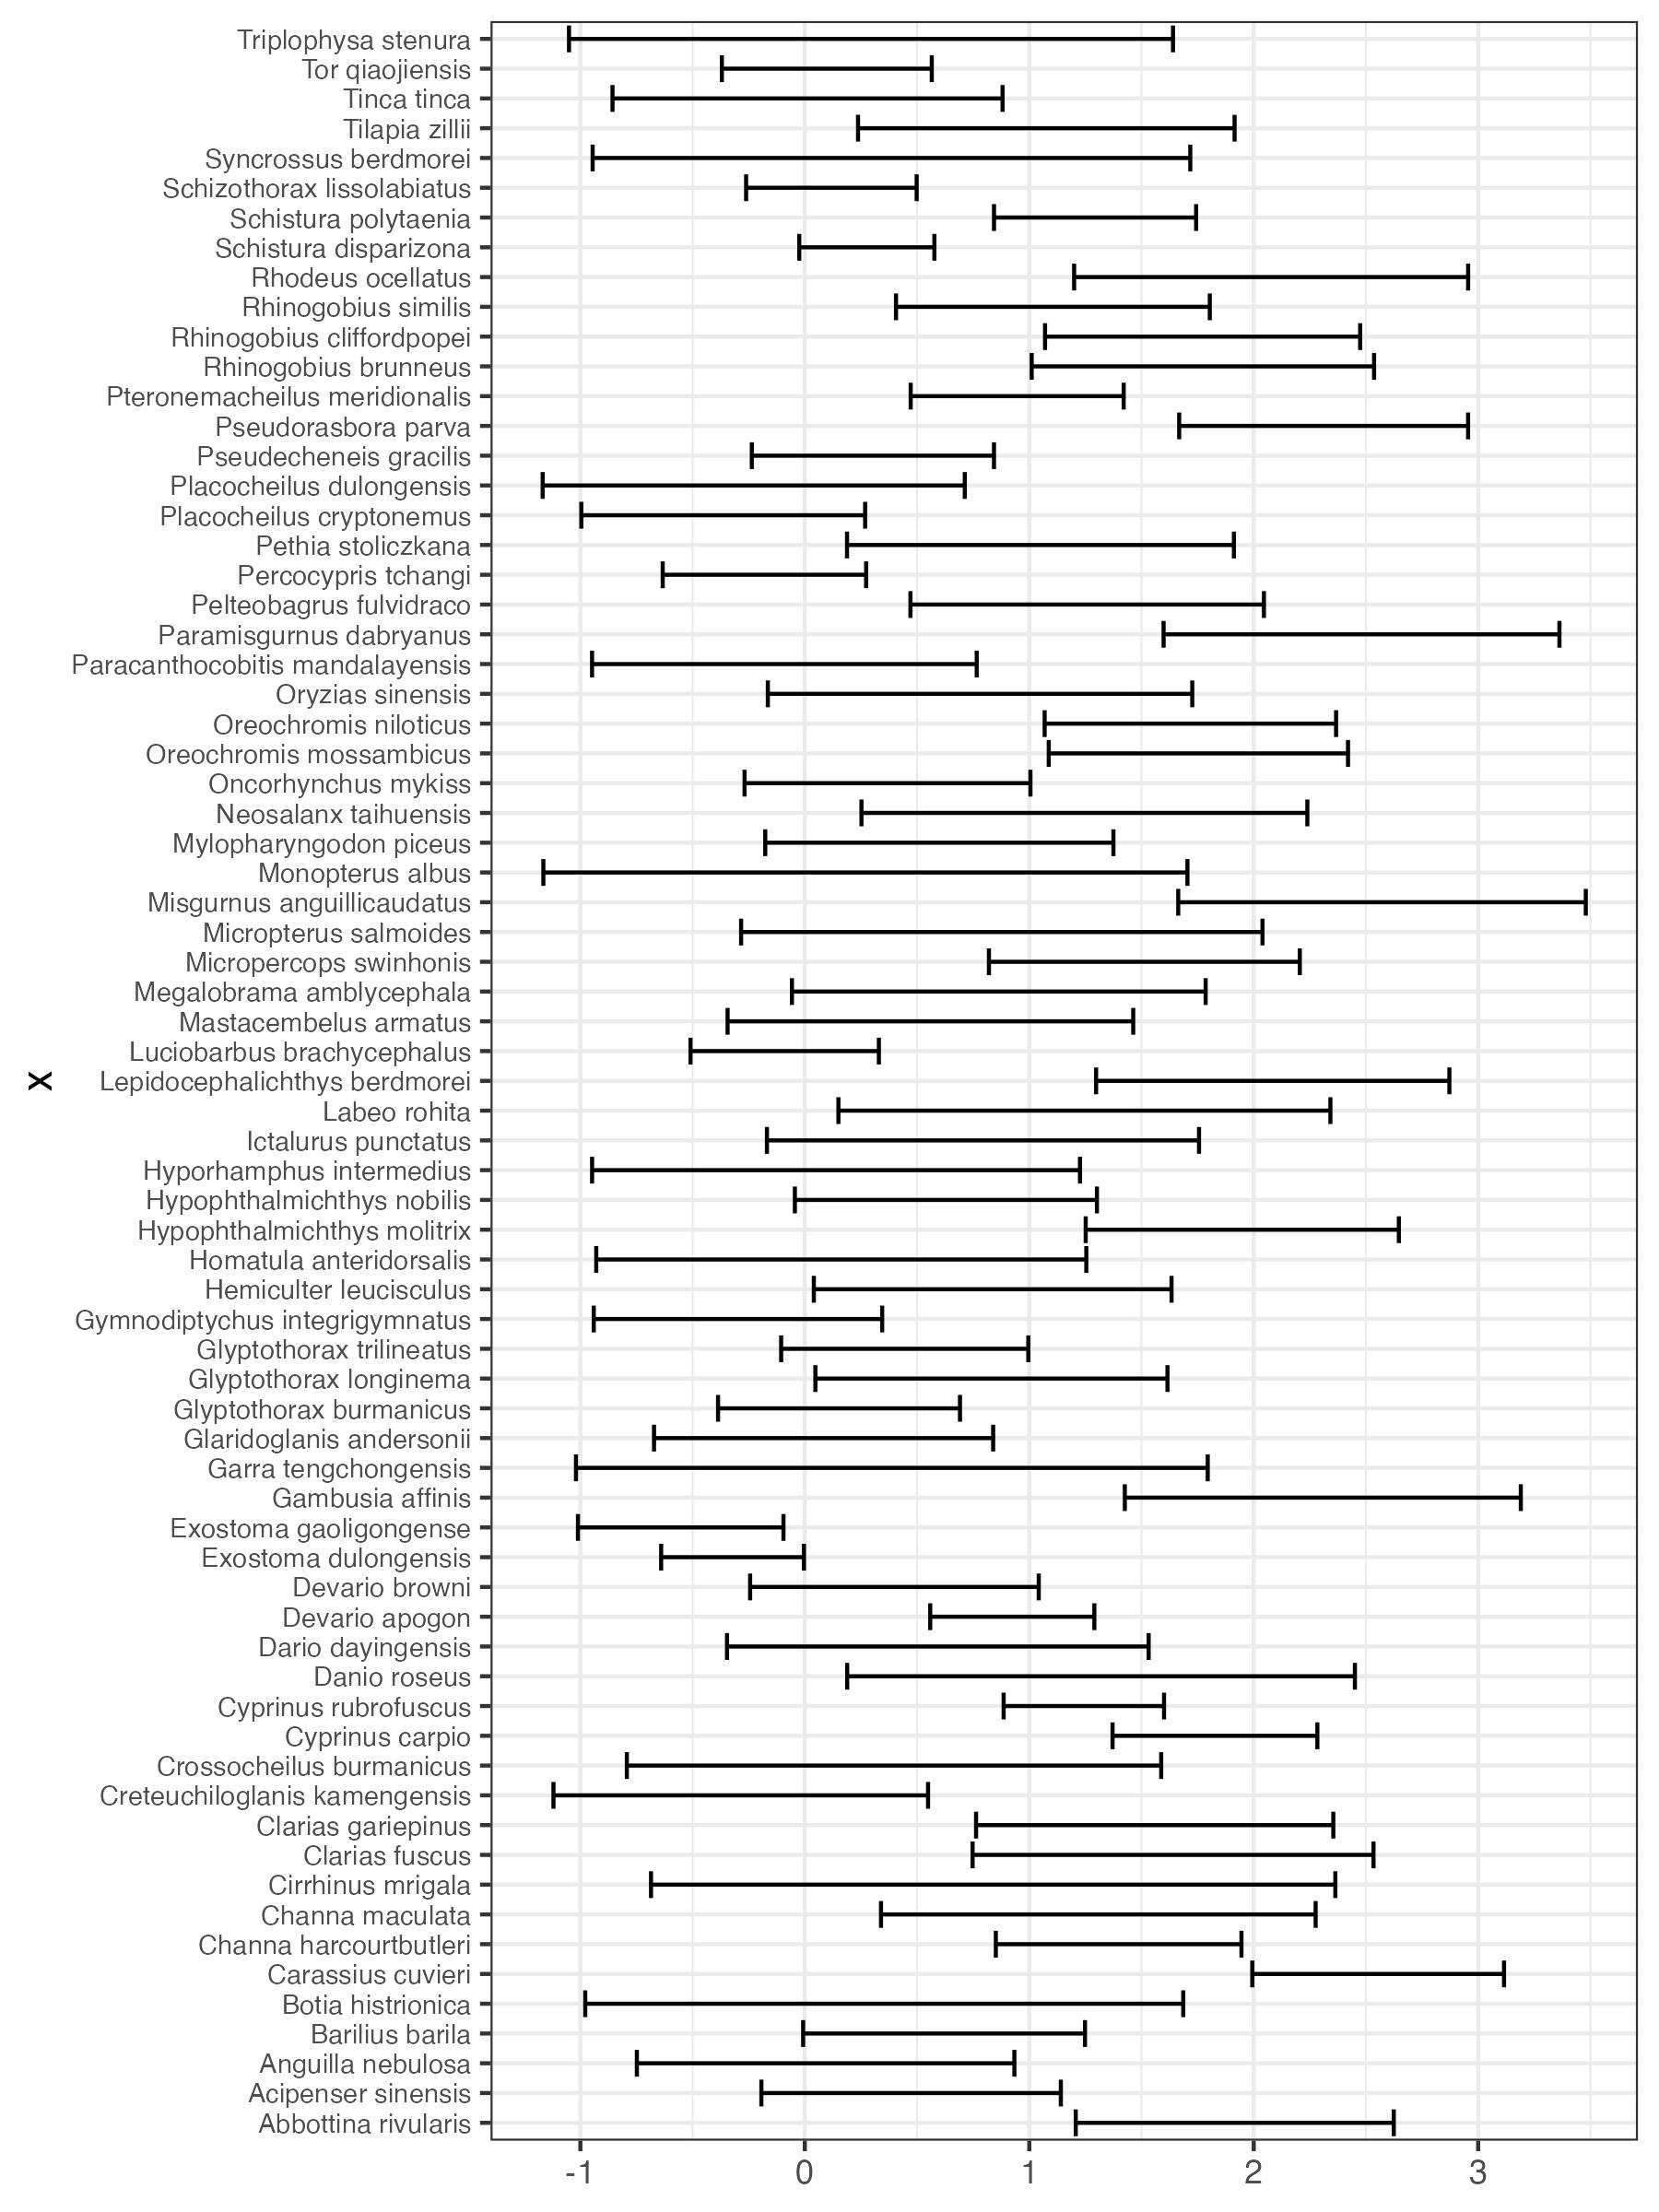 Triplophysa stenura
Tor qiaojiensis
Tinca tinca
Tilapia zillii
Syncrossus berdmorei
Schizothorax lissolabiatus
Schistura polytaenia
Schistura disparizona
Rhodeus ocellatus
Rhinogobius similis
Rhinogobius cliffordpopei
Rhinogobius brunneus
Pteronemacheilus meridionalis
Pseudorasbora parva
Pseudecheneis gracilis
Placocheilus dulongensis
Placocheilus cryptonemus
Pethia stoliczkana
Percocypris tchangi
Pelteobagrus fulvidraco
Paramisgurnus dabryanus
Paracanthocobitis mandalayensis
Oryzias sinensis
Oreochromis niloticus
Oreochromis mossambicus
Oncorhynchus mykiss
Neosalanx taihuensis
Mylopharyngodon piceus
Monopterus albus
Misgurnus anguillicaudatus
Micropterus salmoides
Micropercops swinhonis
Megalobrama amblycephala
Mastacembelus armatus
Luciobarbus brachycephalus
X
Lepidocephalichthys berdmorei
Labeo rohita
Ictalurus punctatus
Hyporhamphus intermedius
Hypophthalmichthys nobilis
Hypophthalmichthys molitrix
Homatula anteridorsalis
Hemiculter leucisculus
Gymnodiptychus integrigymnatus
Glyptothorax trilineatus
Glyptothorax longinema
Glyptothorax burmanicus
Glaridoglanis andersonii
Garra tengchongensis
Gambusia affinis
Exostoma gaoligongense
Exostoma dulongensis
Devario browni
Devario apogon
Dario dayingensis
Danio roseus
Cyprinus rubrofuscus
Cyprinus carpio
Crossocheilus burmanicus
Creteuchiloglanis kamengensis
Clarias gariepinus
Clarias fuscus
Cirrhinus mrigala
Channa maculata
Channa harcourtbutleri
Carassius cuvieri
Botia histrionica
Barilius barila
Anguilla nebulosa
Acipenser sinensis
Abbottina rivularis
-1 0 1 2 3